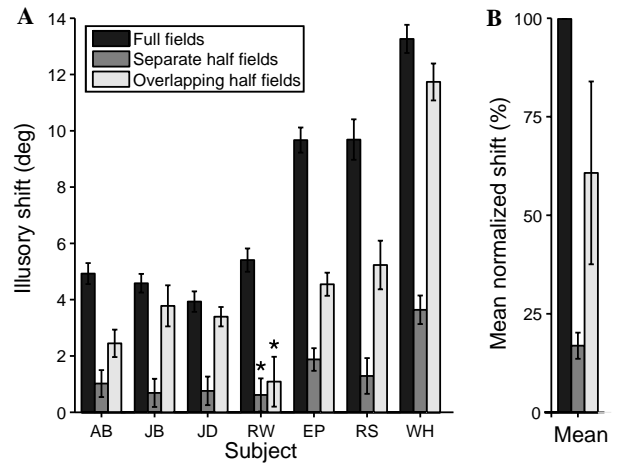 A
Illusory shift (deg)
14
12
10
8
6
4
2
0
Full fields
Separate half fields
Overlapping half fields
* *
AB JB JD RW EP RS WH
Subject
B
Mean normalized shift (%)
100
75
50
25
0
Mean